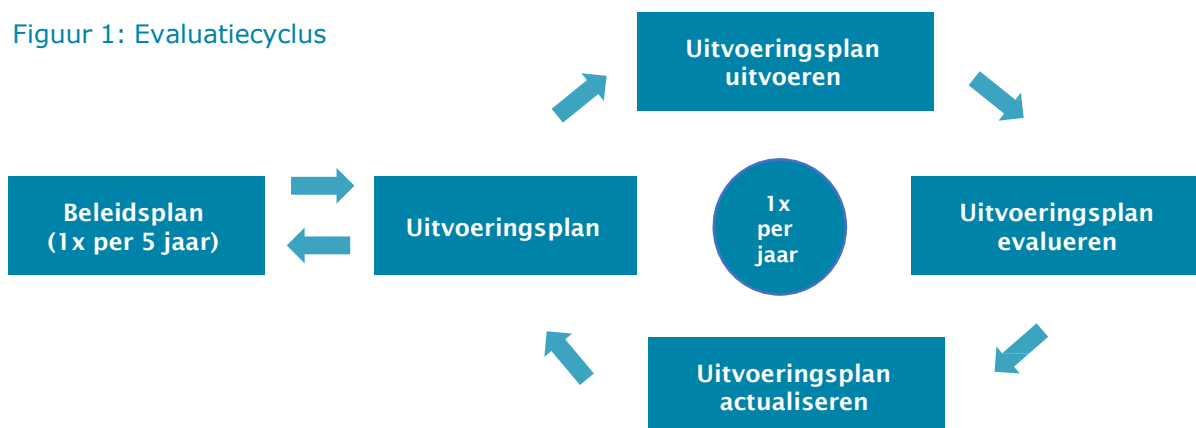 Figuur 1: Evaluatiecyclus
Uitvoeringsplan
uitvoeren
Beleidsplan
(1x per 5 jaar)
Uitvoeringsplan
1x
per
jaar
Uitvoeringsplan
evalueren
Uitvoeringsplan
actualiseren